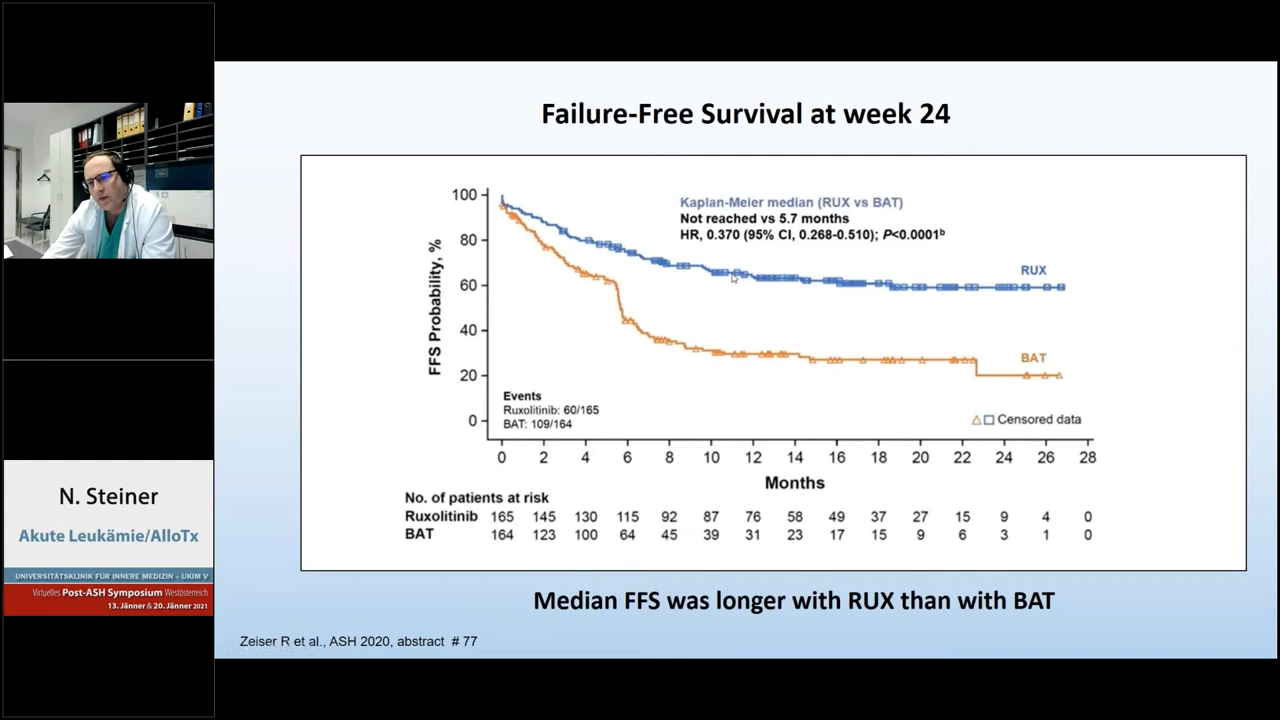 Failure-Free Survival at week 24
Kaplan-Meier median (RUX vs BAT)
Not reached vs 5.7 months
HR, 0.370 (95% CI, 0.268-0.510); P<0.0001ᵇ
FFS Probability, %
100
80
60
40
20
0
RUX
BAT
Events
Ruxolitinib: 60/165
BAT: 109/164
Censored data
0 2 4 6 8 10 12 14 16 18 20 22 24 26 28
Months
No. of patients at risk
Ruxolitinib 165 145 130 115 92 87 76 58 49 37 27 15 9 4 0
BAT 164 123 100 64 45 39 31 23 17 15 9 6 3 1 0
Median FFS was longer with RUX than with BAT
Zeiser R et al., ASH 2020, abstract # 77
N. Steiner
Akute Leukämie/AlloTx
UNIVERSITÄTSKLINIK FÜR INNERE MEDIZIN – UKIM V
Virtuelles Post-ASH Symposium Westösterreich
13. Jänner & 20. Jänner 2021